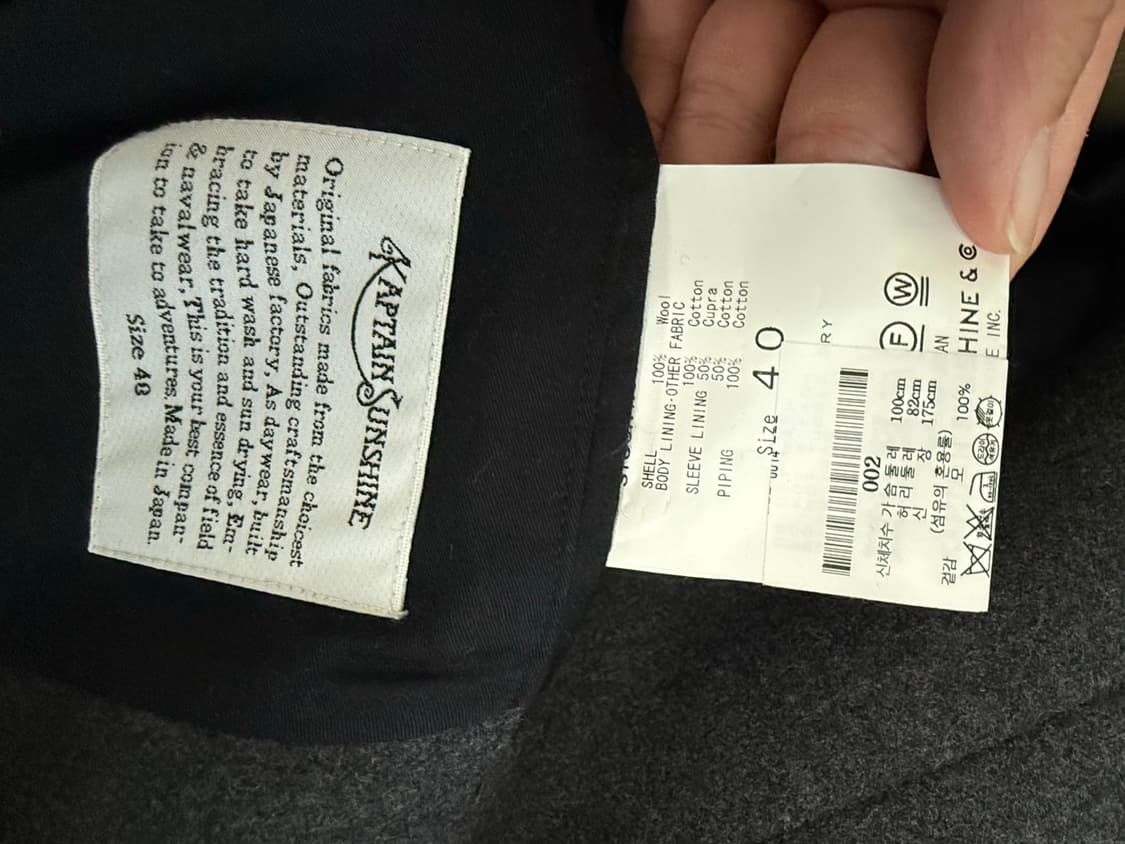 KAPTAIN SUNSHINE
Original fabrics made from the choicest
materials, Outstanding craftsmanship
by Japanese factory, As daywear, built
to take hard wash and sun drying, Em-
bracing the tradition and essence of field
& navalwear, This is your best compan-
ion to take to adventures. Made in Japan.
Size 40
SHELL 100% Wool
BODY LINING·OTHER FABRIC
100% Cotton
SLEEVE LINING 50% Cupra
50% Cotton
PIPING 100% Cotton
Size 40
RY
F W
AN
HINE & C
E INC.
002
신체치수 가슴둘레 100cm
허리둘레 82cm
신 장 175cm
(섬유의 혼용률)
겉감 모 100%